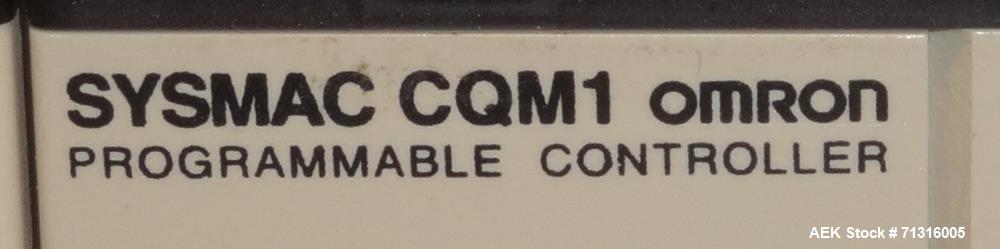 SYSMAC CQM1 omron
PROGRAMMABLE CONTROLLER
AEK Stock # 71316005